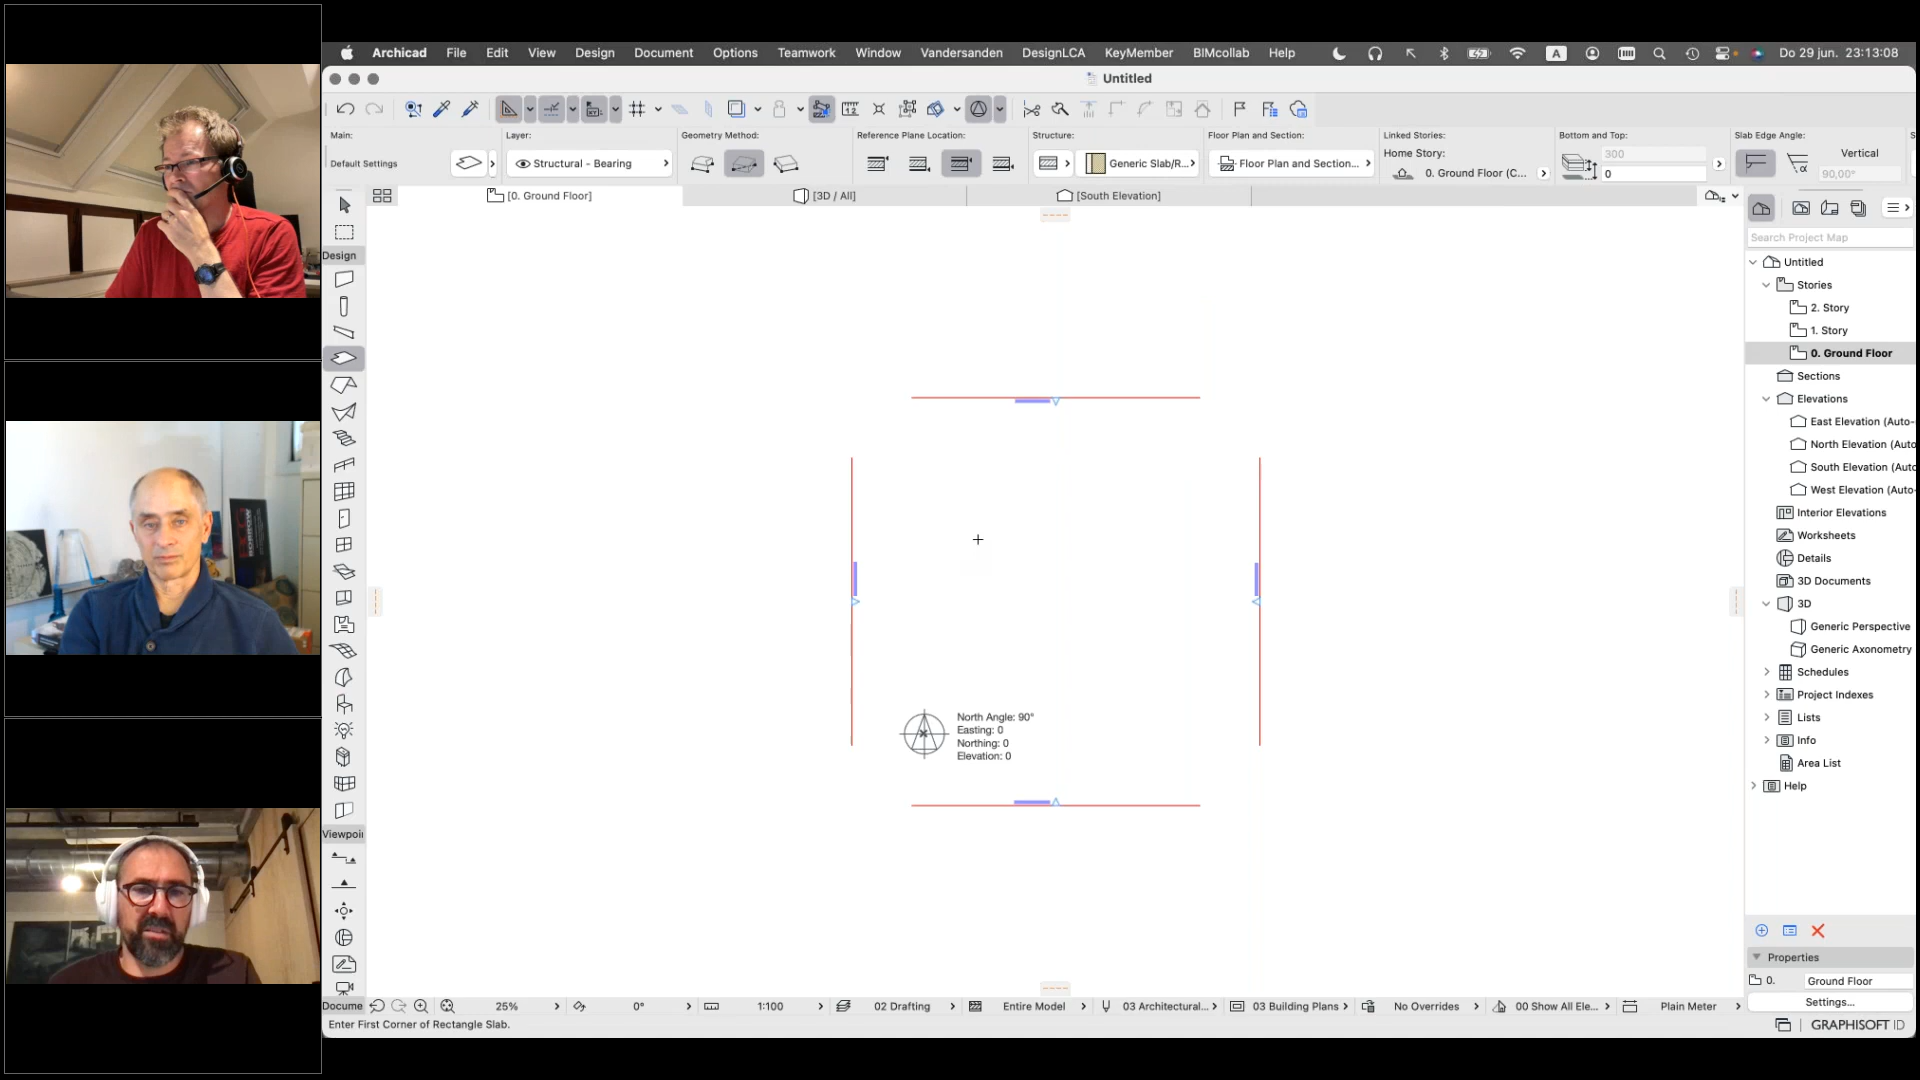 Archicad File Edit View Design Document Options Teamwork Window Vandersanden DesignLCA KeyMember BIMcollab Help A Do 29 jun. 23:13:08
Untitled
Main: Layer: Geometry Method: Reference Plane Location: Structure: Floor Plan and Section: Linked Stories: Bottom and Top: Slab Edge Angle:
Default Settings Structural - Bearing Generic Slab/R... Floor Plan and Section... Home Story: 300 Vertical
0. Ground Floor (C... 0 90,00°
[0. Ground Floor] [3D / All] [South Elevation]
Design
Search Project Map
Untitled
Stories
2. Story
1. Story
0. Ground Floor
Sections
Elevations
East Elevation (Auto-
North Elevation (Auto
South Elevation (Auto
West Elevation (Auto-
Interior Elevations
Worksheets
Details
3D Documents
3D
Generic Perspective
Generic Axonometry
Schedules
Project Indexes
Lists
Info
Area List
Help
North Angle: 90°
Easting: 0
Northing: 0
Elevation: 0
Viewpoi
Properties
0. Ground Floor
Settings...
Docume 25% 0° 1:100 02 Drafting Entire Model 03 Architectural... 03 Building Plans No Overrides 00 Show All Ele... Plain Meter
Enter First Corner of Rectangle Slab.
GRAPHISOFT ID